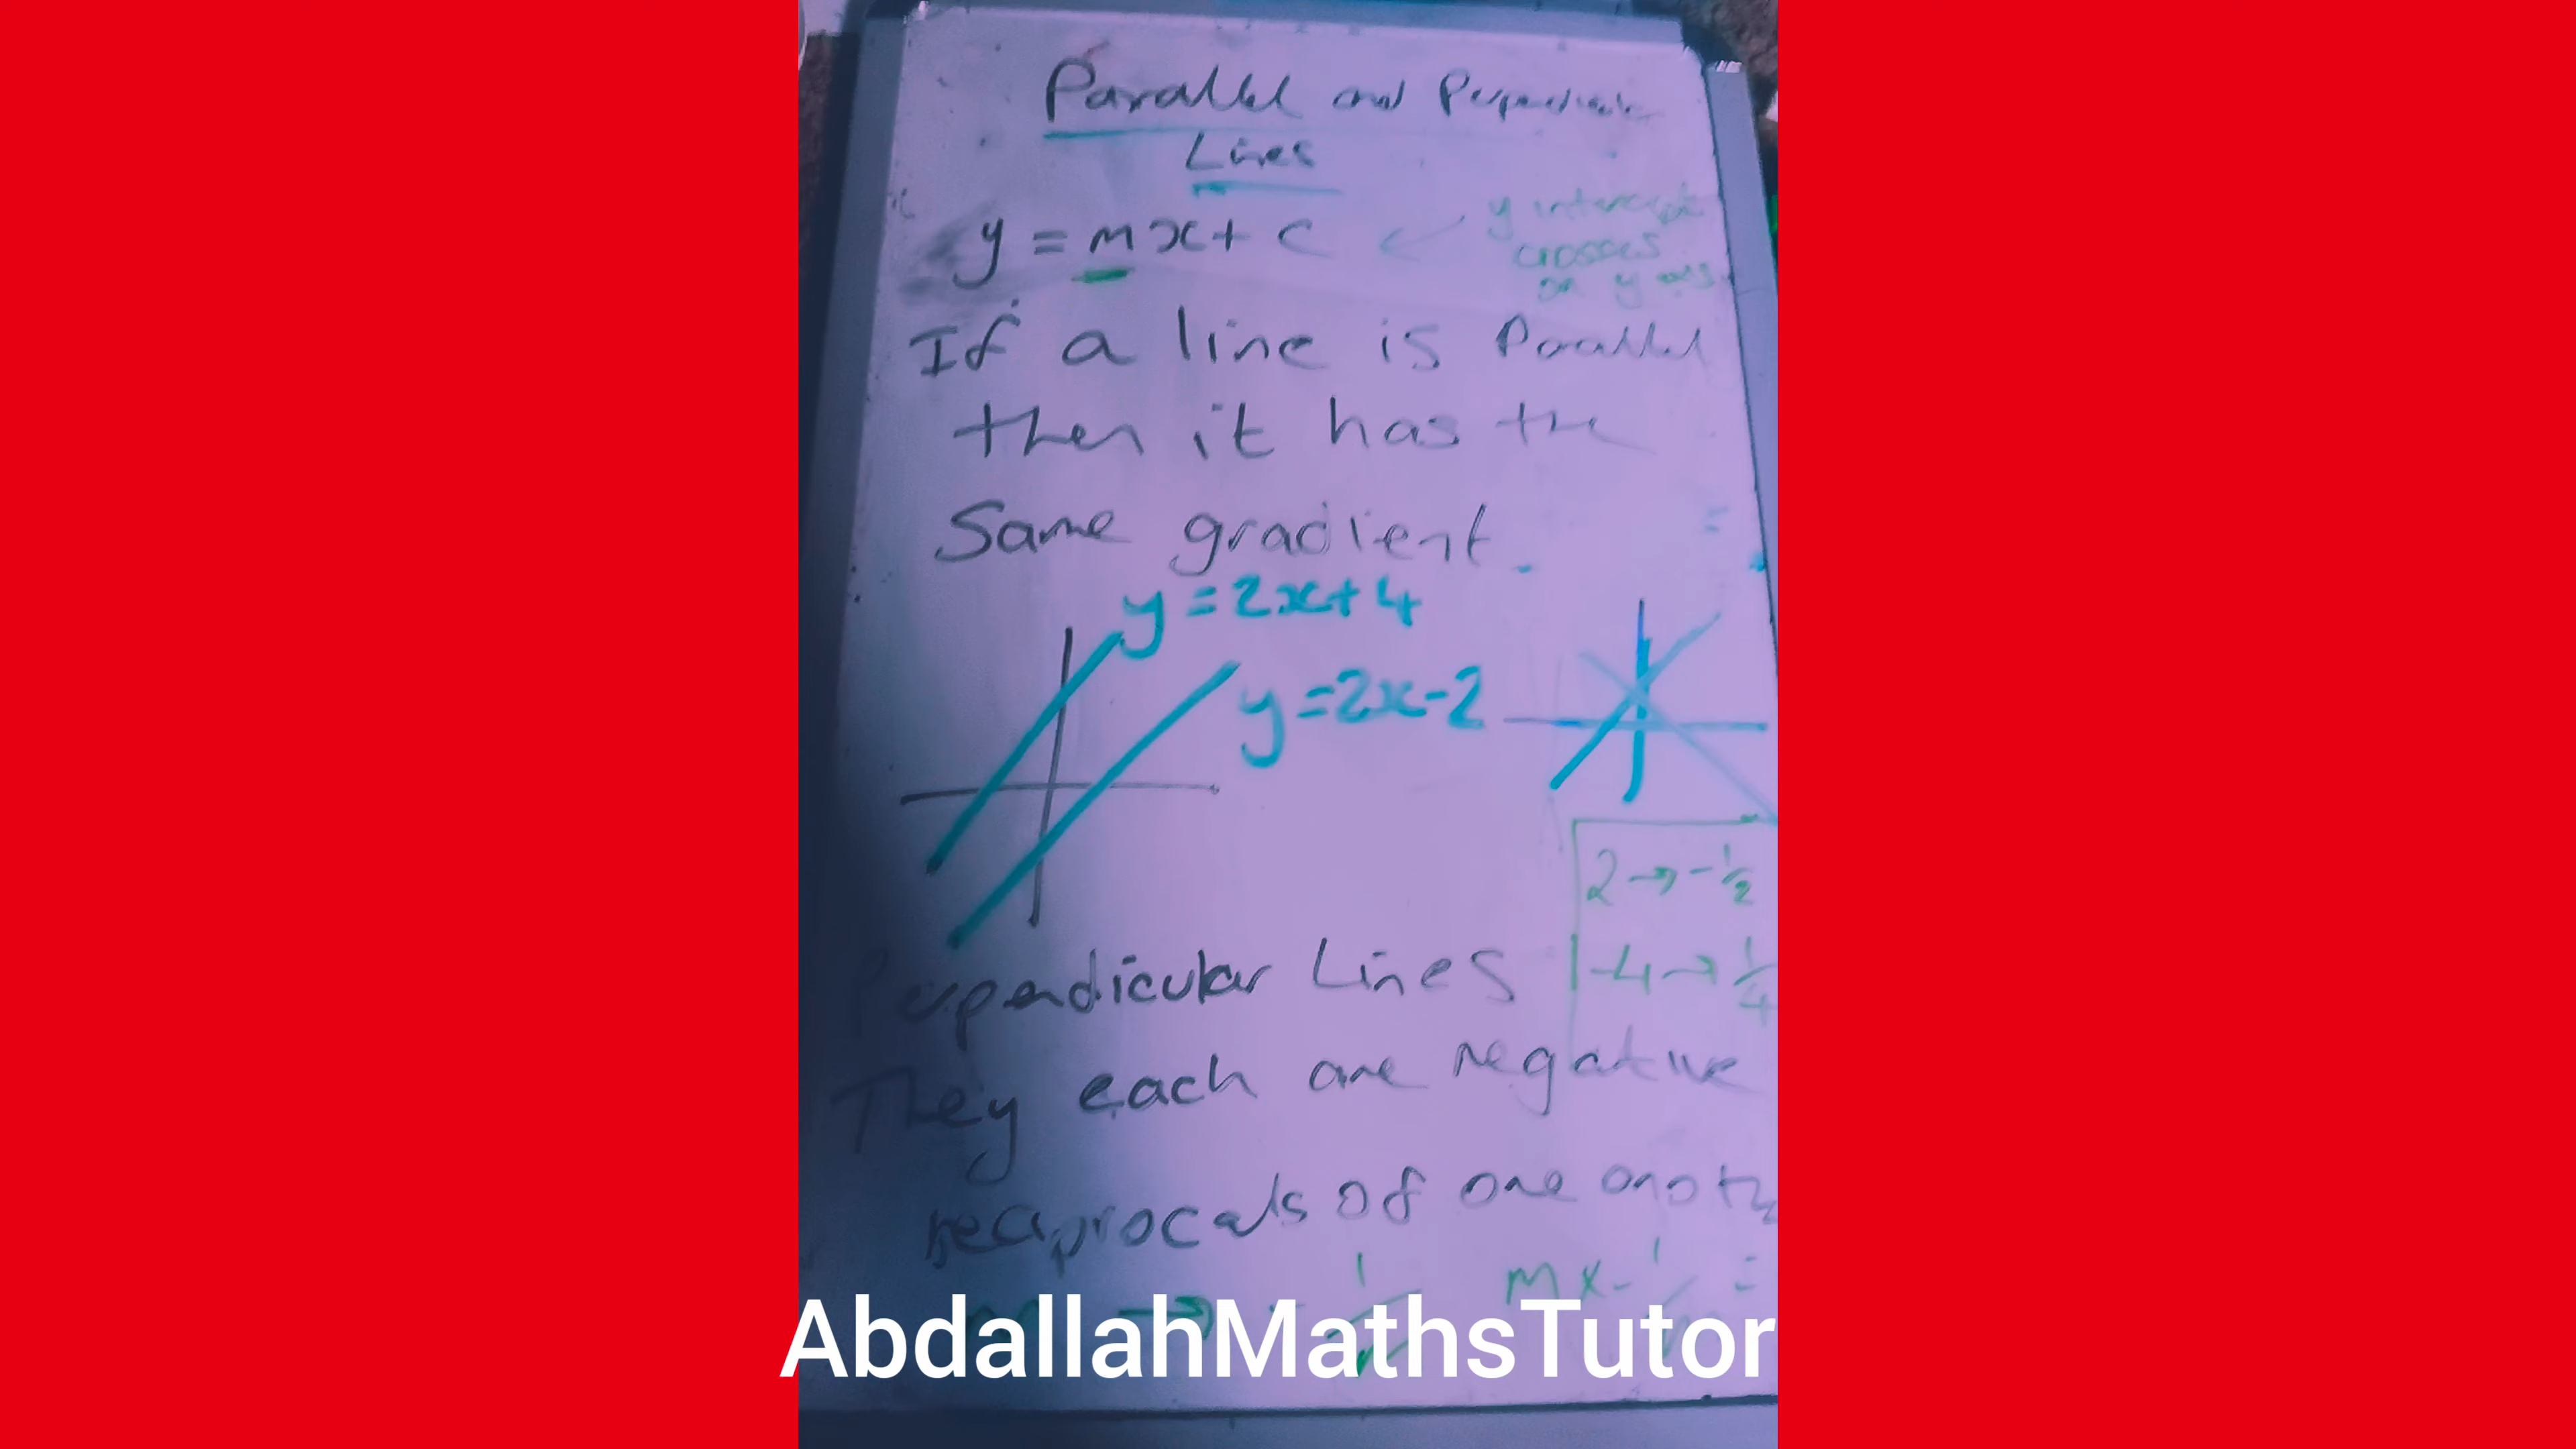 Parallel and Perpendicular
Lines
y = mx + c
y intercept
crosses
on y axis
If a line is Parallel
then it has the
Same gradient.
y = 2x + 4
y = 2x - 2
2 → -1/2
-4 → 1/4
Perpendicular Lines
They each are negative
reciprocals of one
AbdallahMathsTutor